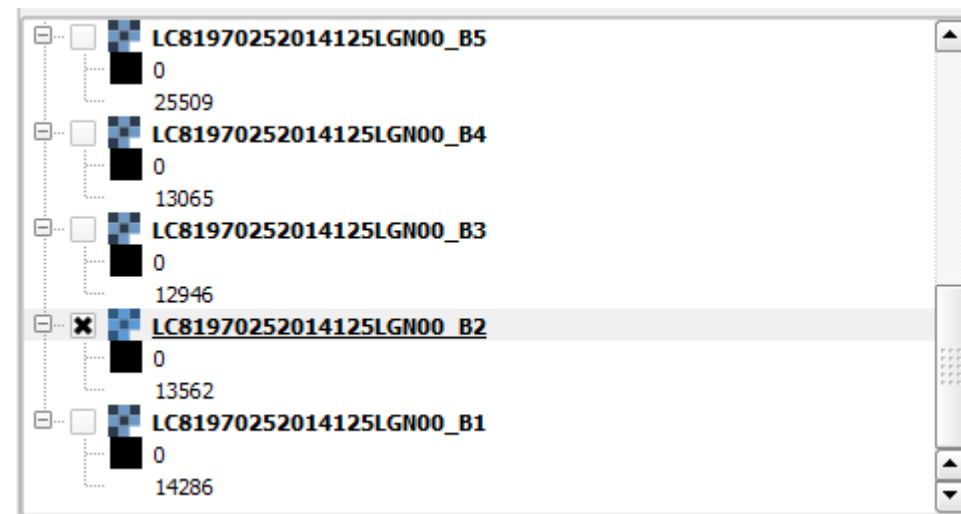 LC81970252014125LGN00_B5
0
25509
LC81970252014125LGN00_B4
0
13065
LC81970252014125LGN00_B3
0
12946
LC81970252014125LGN00_B2
0
13562
LC81970252014125LGN00_B1
0
14286